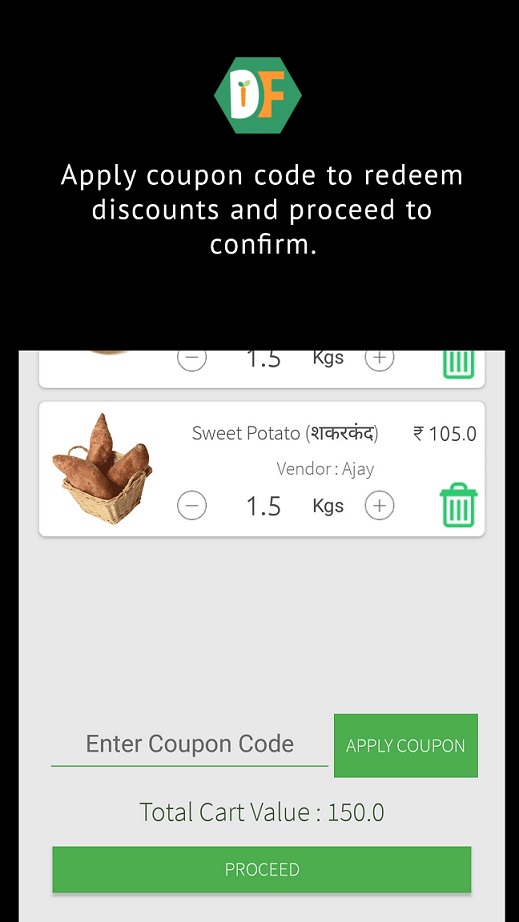 DF
Apply coupon code to redeem
discounts and proceed to
confirm.
1.5 Kgs
Sweet Potato (शकरकंद) ₹ 105.0
Vendor : Ajay
1.5 Kgs
Enter Coupon Code APPLY COUPON
Total Cart Value : 150.0
PROCEED